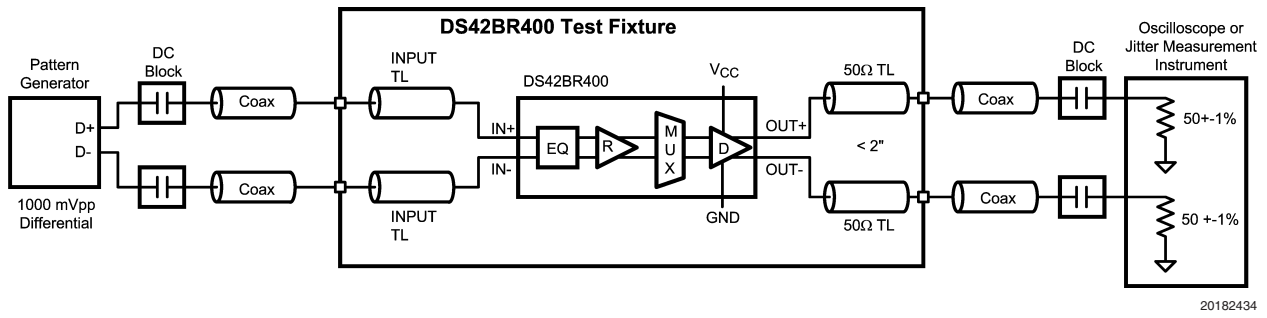 DS42BR400 Test Fixture
Pattern
Generator
D+
D-
1000 mVpp
Differential
DC
Block
Coax
Coax
INPUT
TL
INPUT
TL
DS42BR400
IN+
IN-
EQ
R
M
U
X
D
VCC
GND
OUT+
OUT-
50Ω TL
< 2"
50Ω TL
Coax
Coax
DC
Block
Oscilloscope or
Jitter Measurement
Instrument
50+-1%
50 +-1%
20182434